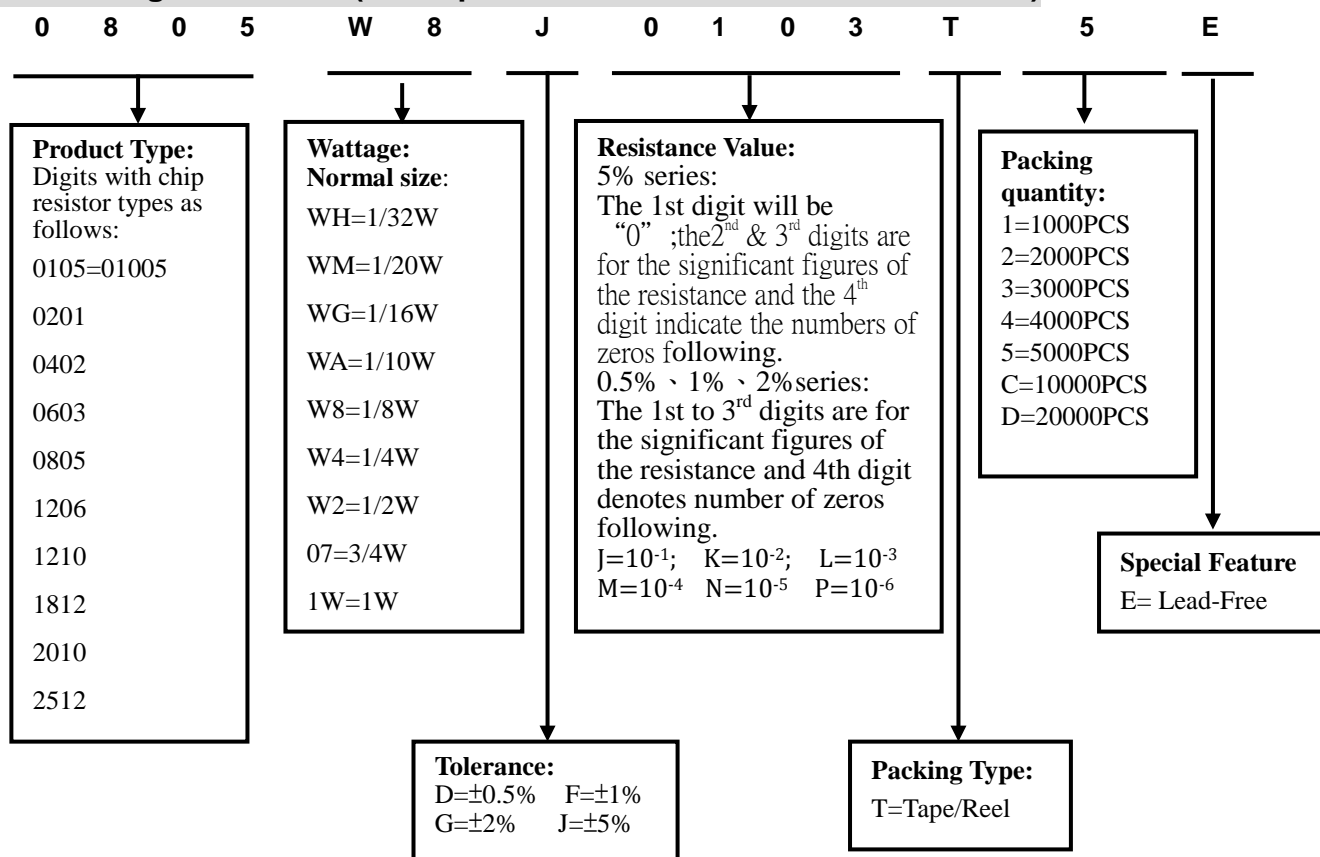 0 8 0 5 W 8 J 0 1 0 3 T 5 E
Product Type:
Digits with chip
resistor types as
follows:
0105=01005
0201
0402
0603
0805
1206
1210
1812
2010
2512
Wattage:
Normal size:
WH=1/32W
WM=1/20W
WG=1/16W
WA=1/10W
W8=1/8W
W4=1/4W
W2=1/2W
07=3/4W
1W=1W
Resistance Value:
5% series:
The 1st digit will be
“0” ;the2nd & 3rd digits are
for the significant figures of
the resistance and the 4th
digit indicate the numbers of
zeros following.
0.5%、1%、2%series:
The 1st to 3rd digits are for
the significant figures of
the resistance and 4th digit
denotes number of zeros
following.
J=10-1; K=10-2; L=10-3
M=10-4 N=10-5 P=10-6
Packing
quantity:
1=1000PCS
2=2000PCS
3=3000PCS
4=4000PCS
5=5000PCS
C=10000PCS
D=20000PCS
Special Feature
E= Lead-Free
Tolerance:
D=±0.5% F=±1%
G=±2% J=±5%
Packing Type:
T=Tape/Reel